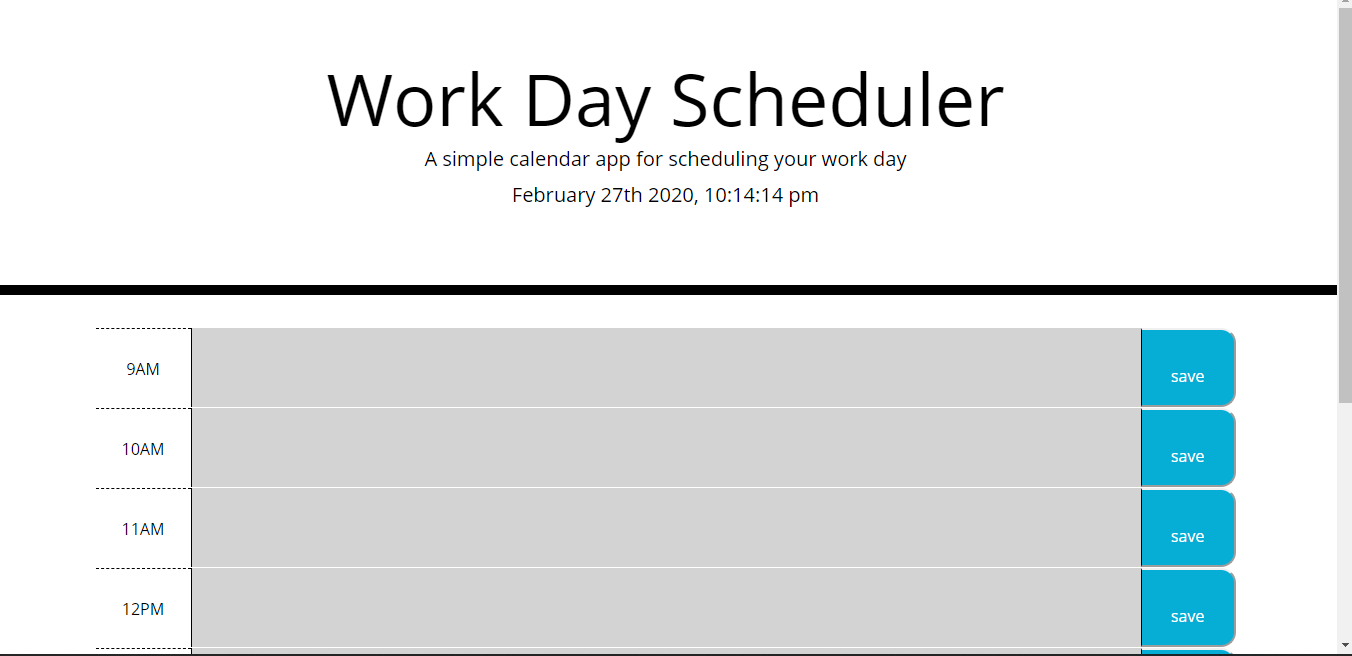 Work Day Scheduler
A simple calendar app for scheduling your work day
February 27th 2020, 10:14:14 pm
9AM
save
10AM
save
11AM
save
12PM
save